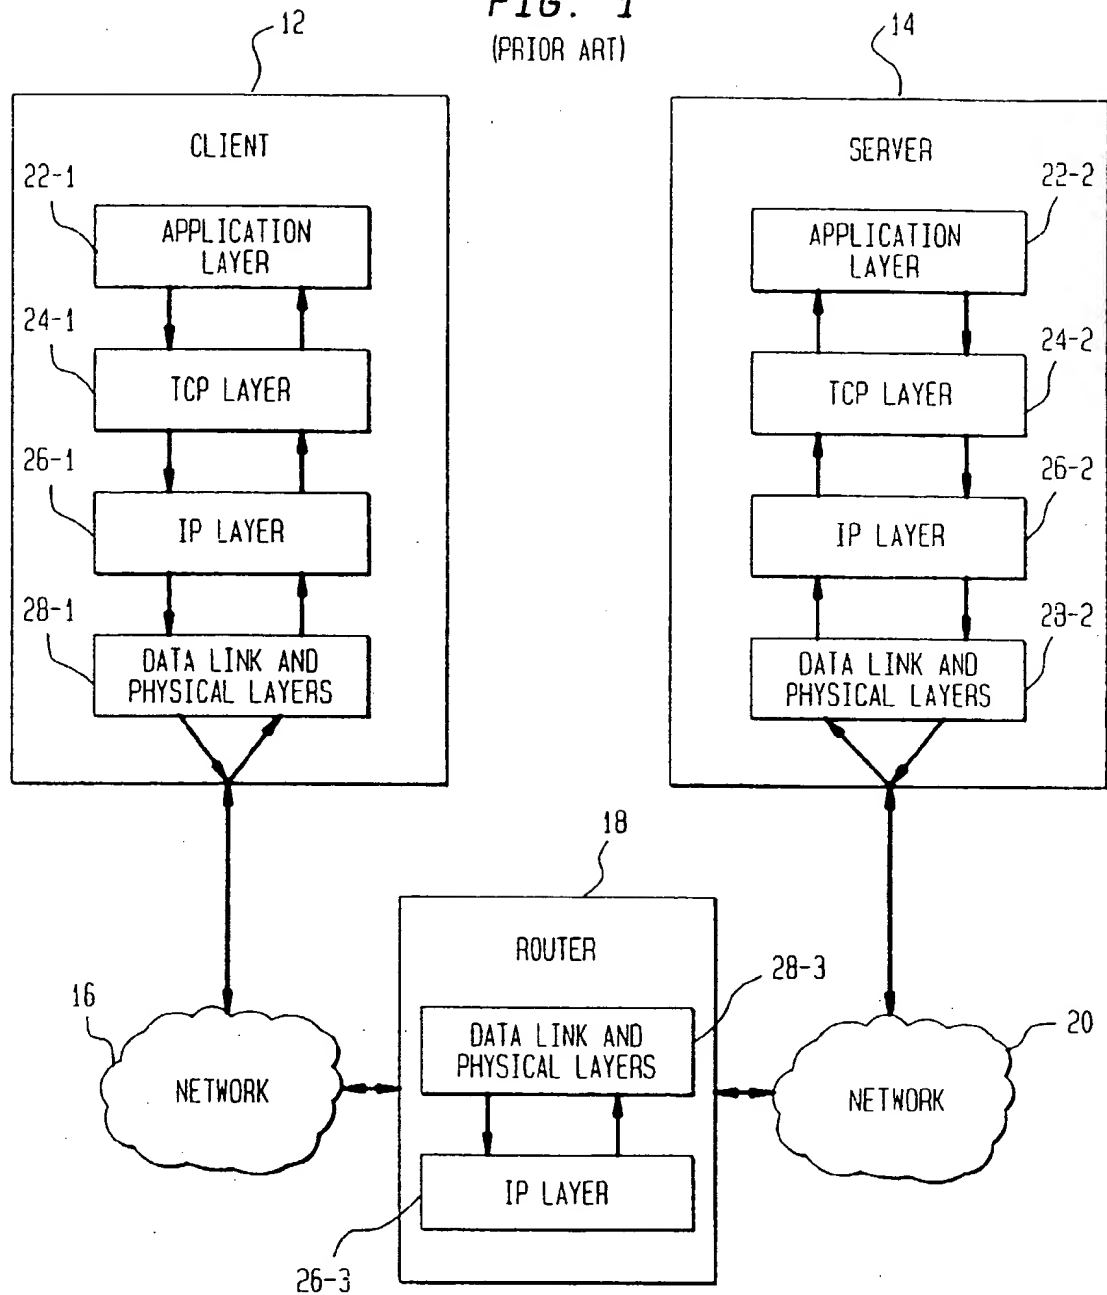 FIG. 1
(PRIOR ART)
12
14
CLIENT
22-1
APPLICATION
LAYER
24-1
TCP LAYER
26-1
IP LAYER
28-1
DATA LINK AND
PHYSICAL LAYERS
SERVER
22-2
APPLICATION
LAYER
24-2
TCP LAYER
26-2
IP LAYER
28-2
DATA LINK AND
PHYSICAL LAYERS
18
ROUTER
28-3
DATA LINK AND
PHYSICAL LAYERS
IP LAYER
26-3
16
NETWORK
20
NETWORK